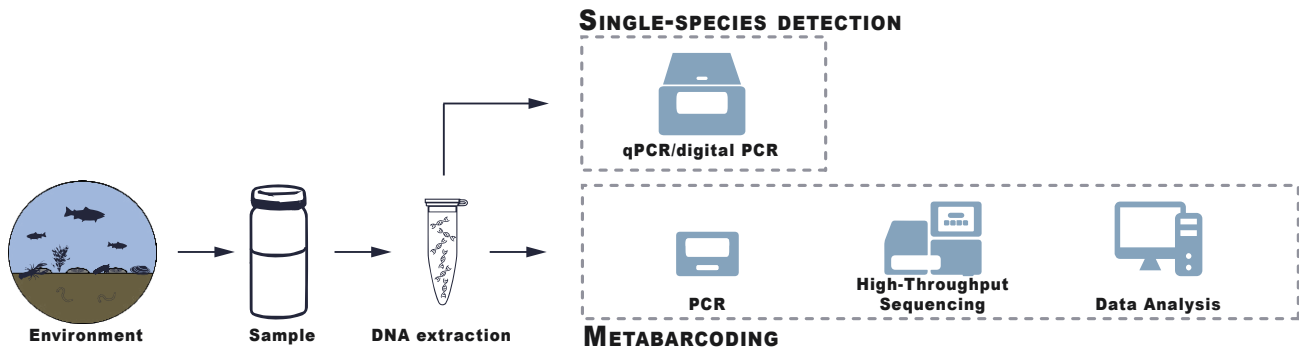 SINGLE-SPECIES DETECTION
qPCR/digital PCR
Environment
Sample
DNA extraction
PCR
High-Throughput
Sequencing
Data Analysis
METABARCODING